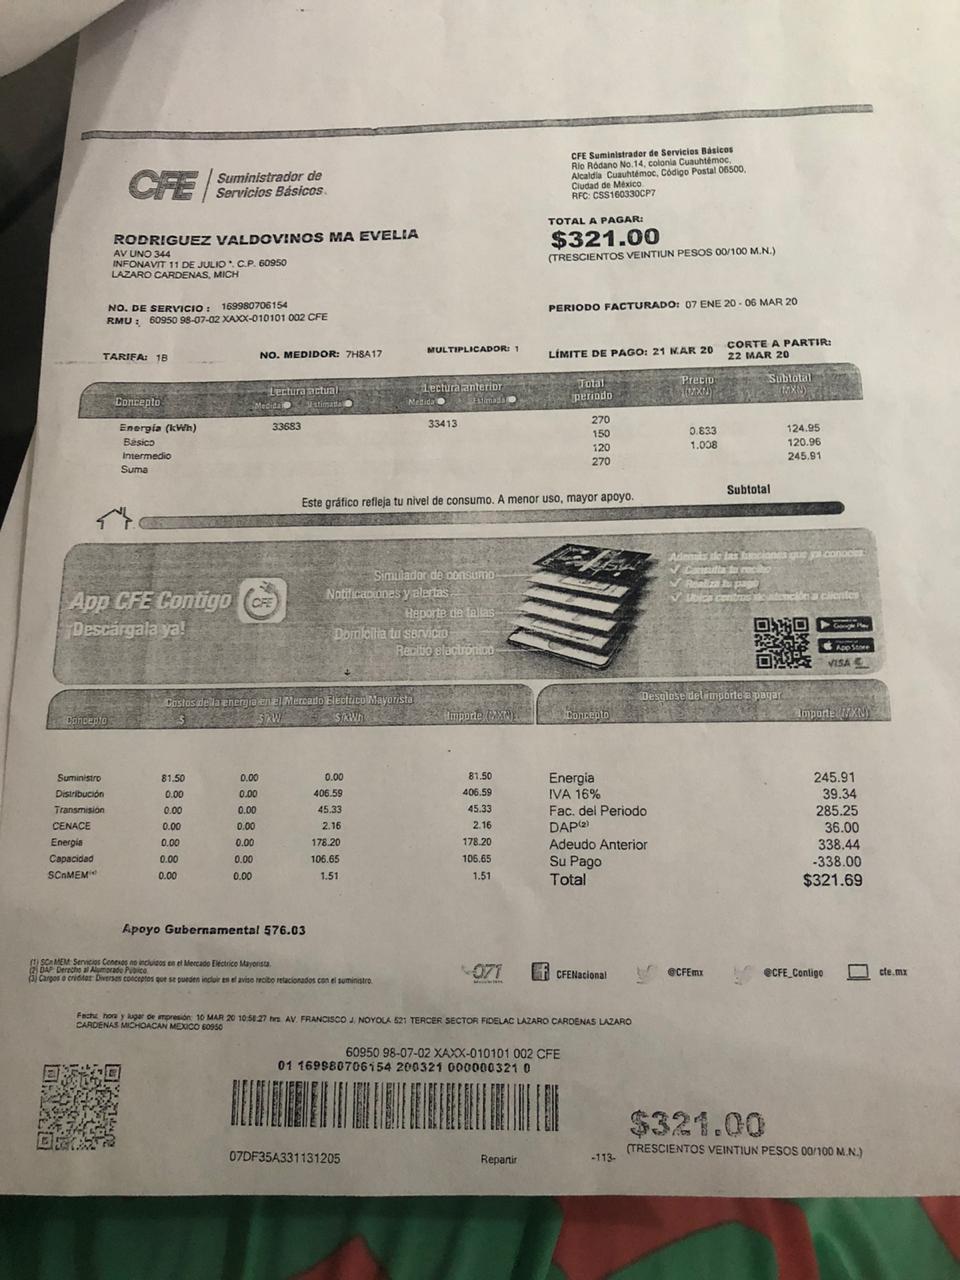 CFE Suministrador de
Servicios Básicos.
CFE Suministrador de Servicios Básicos
Río Ródano No.14, colonia Cuauhtémoc,
Alcaldía Cuauhtémoc, Código Postal 06500,
Ciudad de México
RFC: CSS160330CP7
TOTAL A PAGAR:
$321.00
(TRESCIENTOS VEINTIUN PESOS 00/100 M.N.)
RODRIGUEZ VALDOVINOS MA EVELIA
AV UNO 344
INFONAVIT 11 DE JULIO *. C.P. 60950
LAZARO CARDENAS, MICH
NO. DE SERVICIO : 169980706154
RMU : 60950 98-07-02 XAXX-010101 002 CFE
PERIODO FACTURADO: 07 ENE 20 - 06 MAR 20
TARIFA: 1B NO. MEDIDOR: 7H8A17 MULTIPLICADOR: 1 LÍMITE DE PAGO: 21 MAR 20 CORTE A PARTIR:
22 MAR 20
Concepto Lectura actual Lectura anterior Total periodo Precio (MXN) Subtotal (MXN)
Medida Estimada Medida Estimada
Energía (kWh) 33683 33413 270
Básico 150 0.833 124.95
Intermedio 120 1.008 120.96
Suma 270 245.91
Subtotal
Este gráfico refleja tu nivel de consumo. A menor uso, mayor apoyo.
App CFE Contigo CFE
¡Descárgala ya!
Simulador de consumo
Notificaciones y alertas
Reporte de fallas
Domicilia tu servicio
Recibo electrónico
Además de las funciones que ya conoces:
Consulta tu recibo
Realiza tu pago
Ubica centros de atención a clientes
Google Play
App Store
VISA
Costos de la energía en el Mercado Eléctrico Mayorista
Concepto $ $/kW $/kWh Importe (MXN)
Suministro 81.50 0.00 0.00 81.50
Distribución 0.00 0.00 406.59 406.59
Transmisión 0.00 0.00 45.33 45.33
CENACE 0.00 0.00 2.16 2.16
Energía 0.00 0.00 178.20 178.20
Capacidad 0.00 0.00 106.65 106.65
SCnMEM 0.00 0.00 1.51 1.51
Desglose del importe a pagar
Concepto Importe (MXN)
Energía 245.91
IVA 16% 39.34
Fac. del Periodo 285.25
DAP(2) 36.00
Adeudo Anterior 338.44
Su Pago -338.00
Total $321.69
Apoyo Gubernamental 576.03
(1) SCnMEM: Servicios Conexos no incluidos en el Mercado Eléctrico Mayorista.
(2) DAP: Derecho al Alumbrado Público.
(3) Cargos o créditos: Diversos conceptos que se pueden incluir en el aviso recibo relacionados con el suministro.
071 CFENacional @CFEmx @CFE_Contigo cfe.mx
Fecha, hora y lugar de impresión: 10 MAR 20 10:58:27 hrs. AV. FRANCISCO J. NOYOLA 521 TERCER SECTOR FIDELAC LAZARO CARDENAS LAZARO
CARDENAS MICHOACAN MEXICO 60950
60950 98-07-02 XAXX-010101 002 CFE
01 169980706154 200321 000000321 0
07DF35A331131205 Repartir -113-
$321.00
(TRESCIENTOS VEINTIUN PESOS 00/100 M.N.)